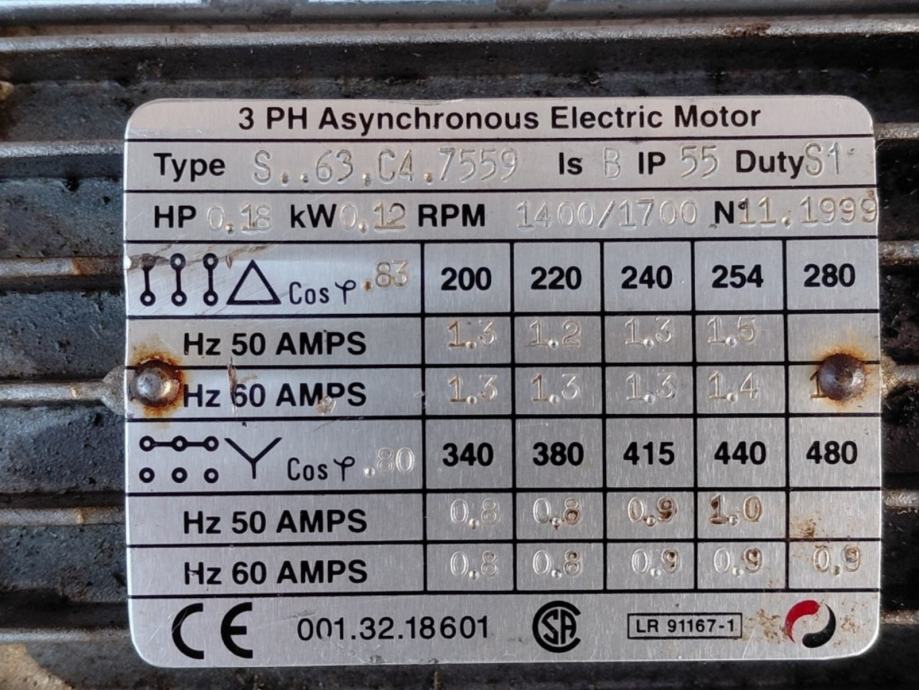 3 PH Asynchronous Electric Motor
Type S..63.C4.7559 Is B IP 55 Duty S1
HP 0.18 kW 0.12 RPM 1400/1700 N° 11.1999
Cos φ .83 200 220 240 254 280
Hz 50 AMPS 1.3 1.2 1.3 1.5
Hz 60 AMPS 1.3 1.3 1.3 1.4
Cos φ .80 340 380 415 440 480
Hz 50 AMPS 0.8 0.8 0.9 1.0
Hz 60 AMPS 0.8 0.8 0.9 0.9 0.9
CE 001.32.18601 LR 91167-1